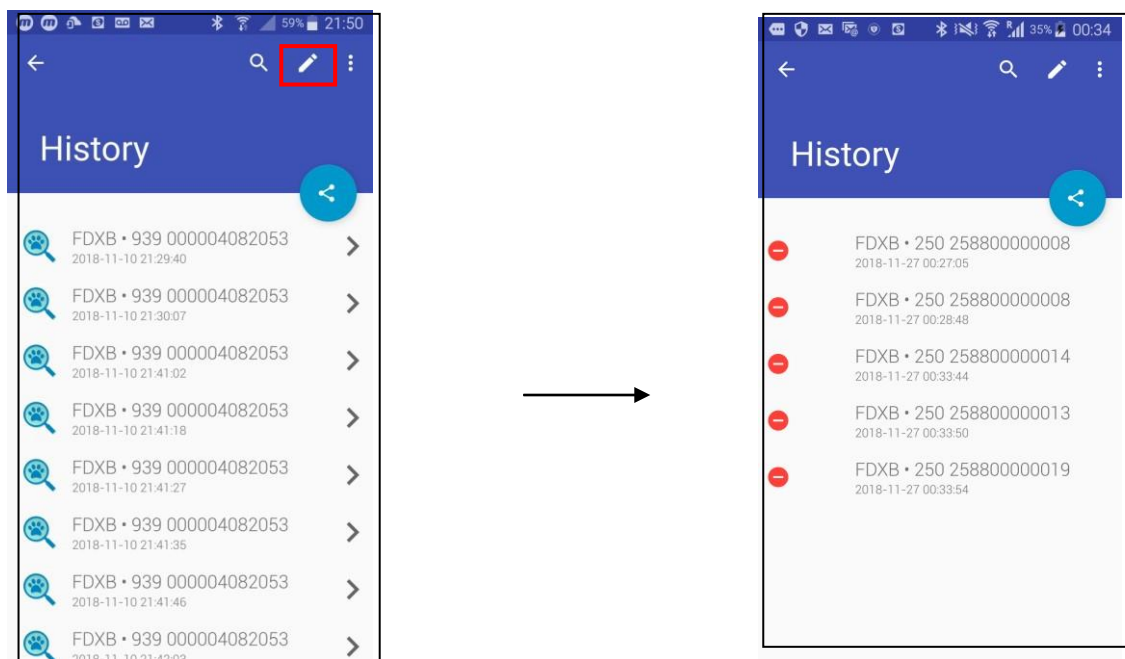 59% 21:50
History
FDXB • 939 000004082053
2018-11-10 21:29:40
FDXB • 939 000004082053
2018-11-10 21:30:07
FDXB • 939 000004082053
2018-11-10 21:41:02
FDXB • 939 000004082053
2018-11-10 21:41:18
FDXB • 939 000004082053
2018-11-10 21:41:27
FDXB • 939 000004082053
2018-11-10 21:41:35
FDXB • 939 000004082053
2018-11-10 21:41:46
FDXB • 939 000004082053
2018-11-10 21:42:03
R 35% 00:34
History
FDXB • 250 258800000008
2018-11-27 00:27:05
FDXB • 250 258800000008
2018-11-27 00:28:48
FDXB • 250 258800000014
2018-11-27 00:33:44
FDXB • 250 258800000013
2018-11-27 00:33:50
FDXB • 250 258800000019
2018-11-27 00:33:54